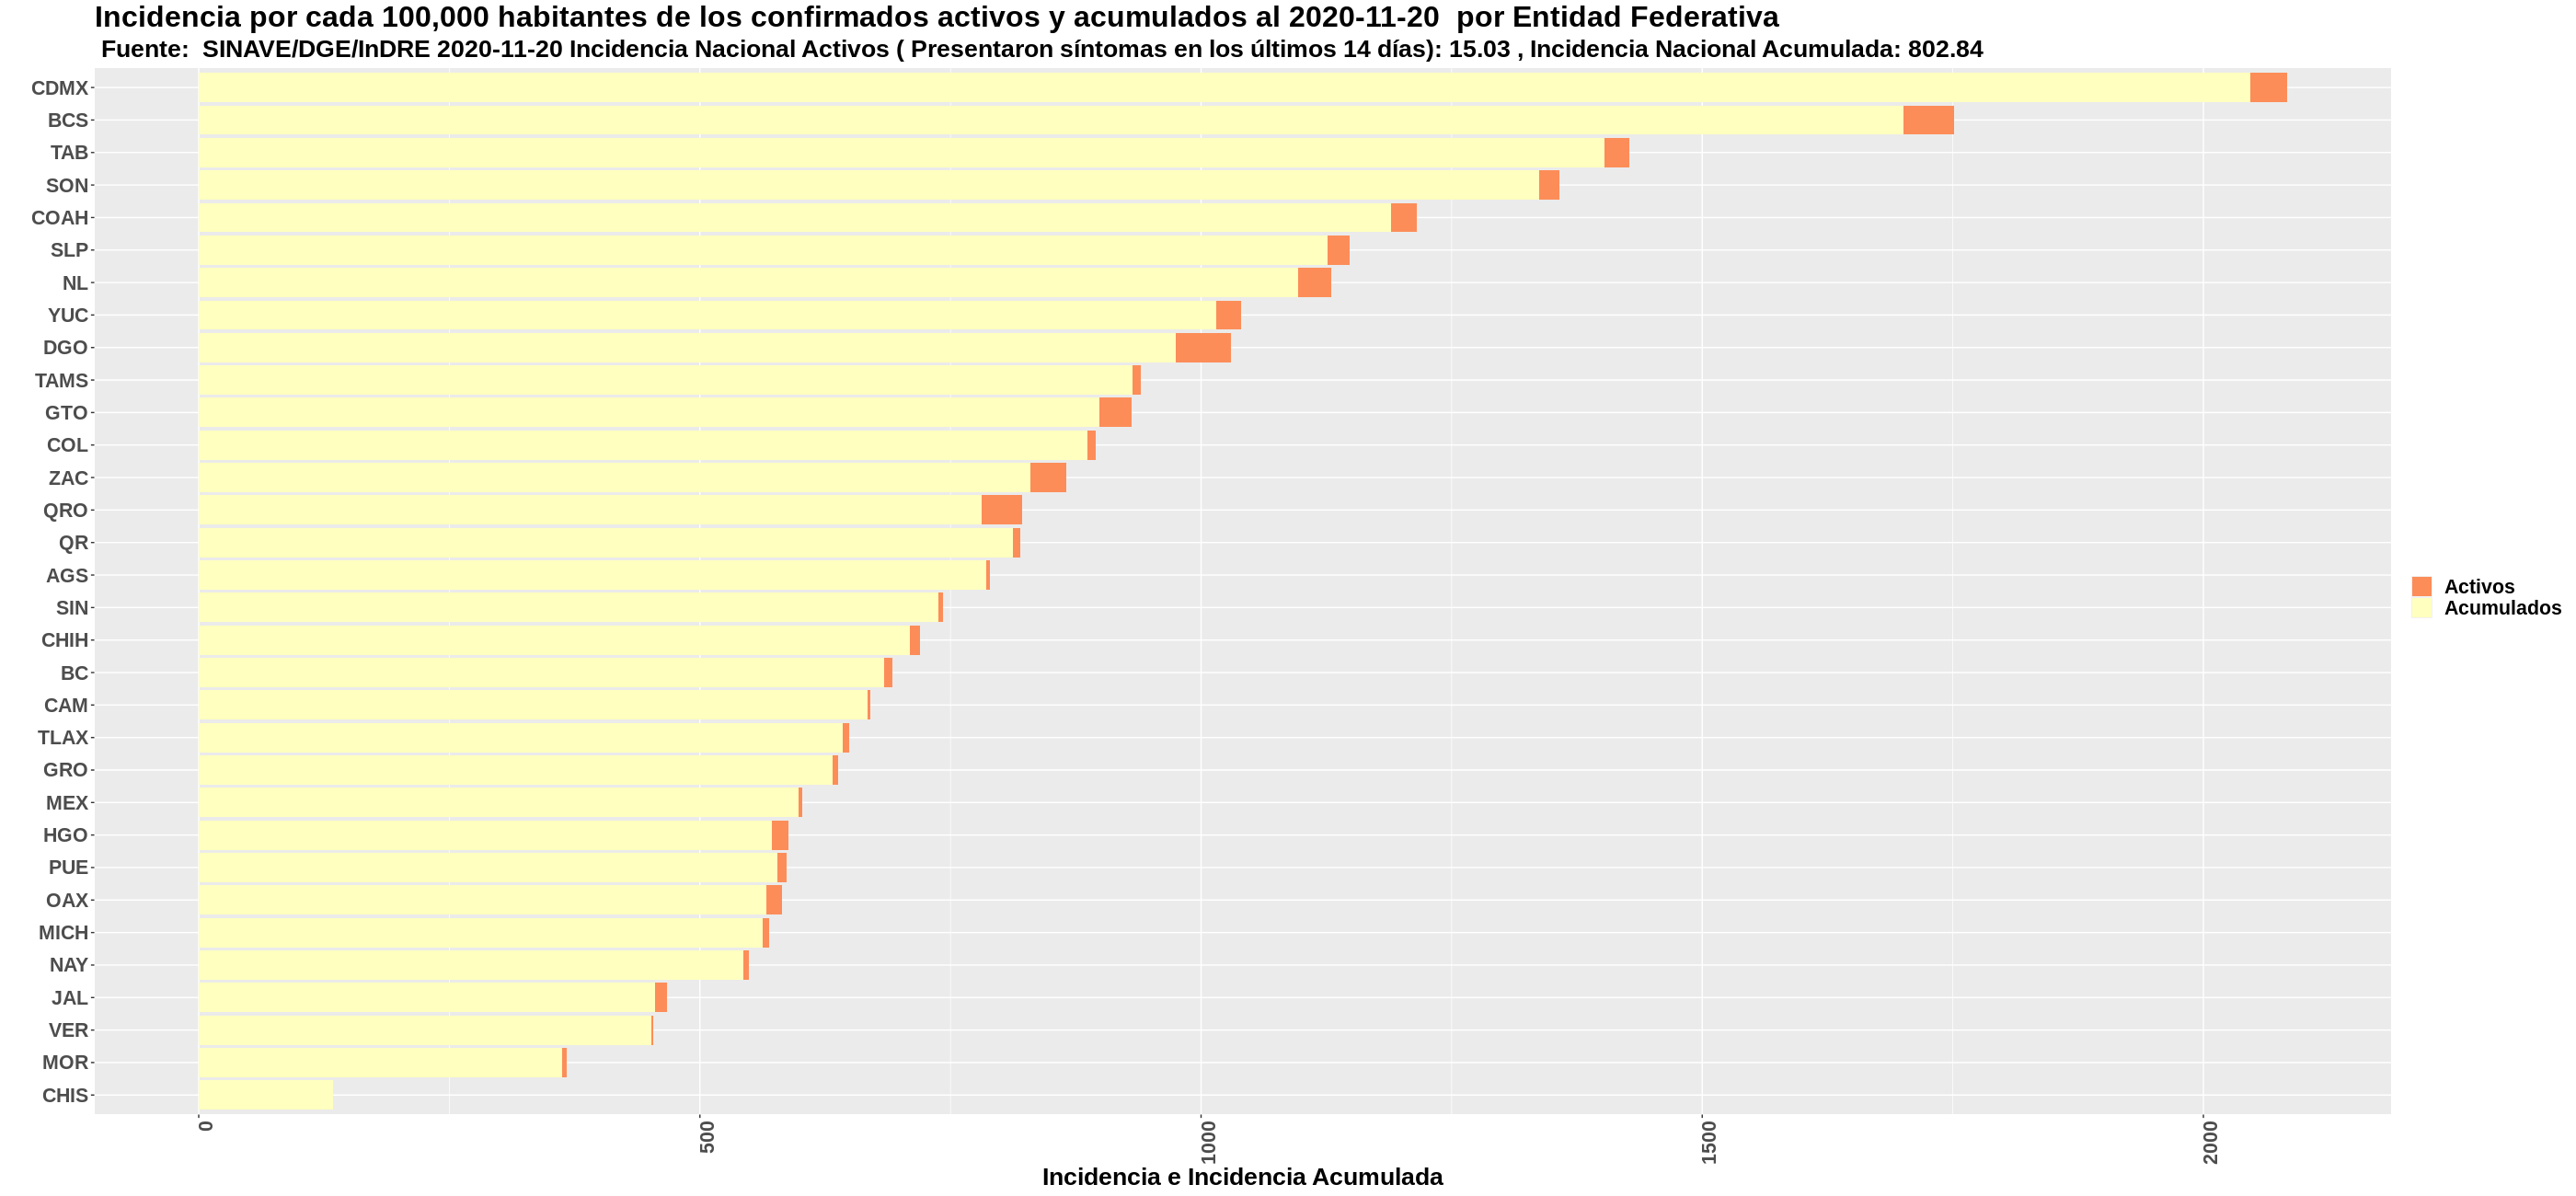 Incidencia por cada 100,000 habitantes de los confirmados activos y acumulados al 2020-11-20  por Entidad Federativa
Fuente:  SINAVE/DGE/InDRE 2020-11-20 Incidencia Nacional Activos ( Presentaron síntomas en los últimos 14 días): 15.03 , Incidencia Nacional Acumulada: 802.84
CDMX
BCS
TAB
SON
COAH
SLP
NL
YUC
DGO
TAMS
GTO
COL
ZAC
QRO
QR
AGS
SIN
CHIH
BC
CAM
TLAX
GRO
MEX
HGO
PUE
OAX
MICH
NAY
JAL
VER
MOR
CHIS
0
500
1000
1500
2000
Incidencia e Incidencia Acumulada
Activos
Acumulados